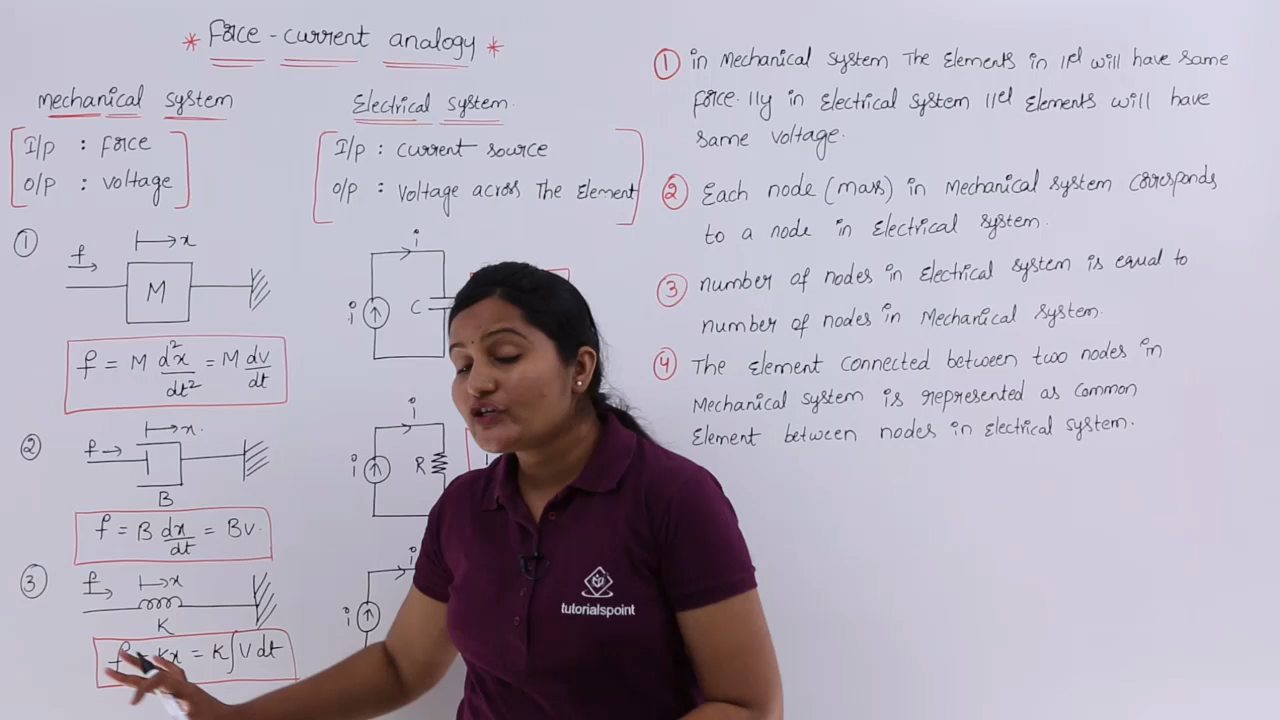 * Force - current analogy *
Mechanical system
I/p : force
O/p : voltage
Electrical system.
I/p : current source
O/p : Voltage across The Element
① in Mechanical system The Elements in ||el will have same
force. ||ly in Electrical system ||el Elements will have
same voltage.
② Each node (mass) in Mechanical system corresponds
to a node in Electrical system.
③ number of nodes in Electrical system is equal to
number of nodes in Mechanical system.
④ The Element connected between two nodes in
Mechanical system is represented as common
Element between nodes in Electrical system.
①
f
x
M
f = M d²x/dt² = M dv/dt
i
i
C
②
f
x.
B
f = B dx/dt = Bv.
i
i
R
③
f
x
K
f = Kx = K∫V dt
i
i
tutorialspoint